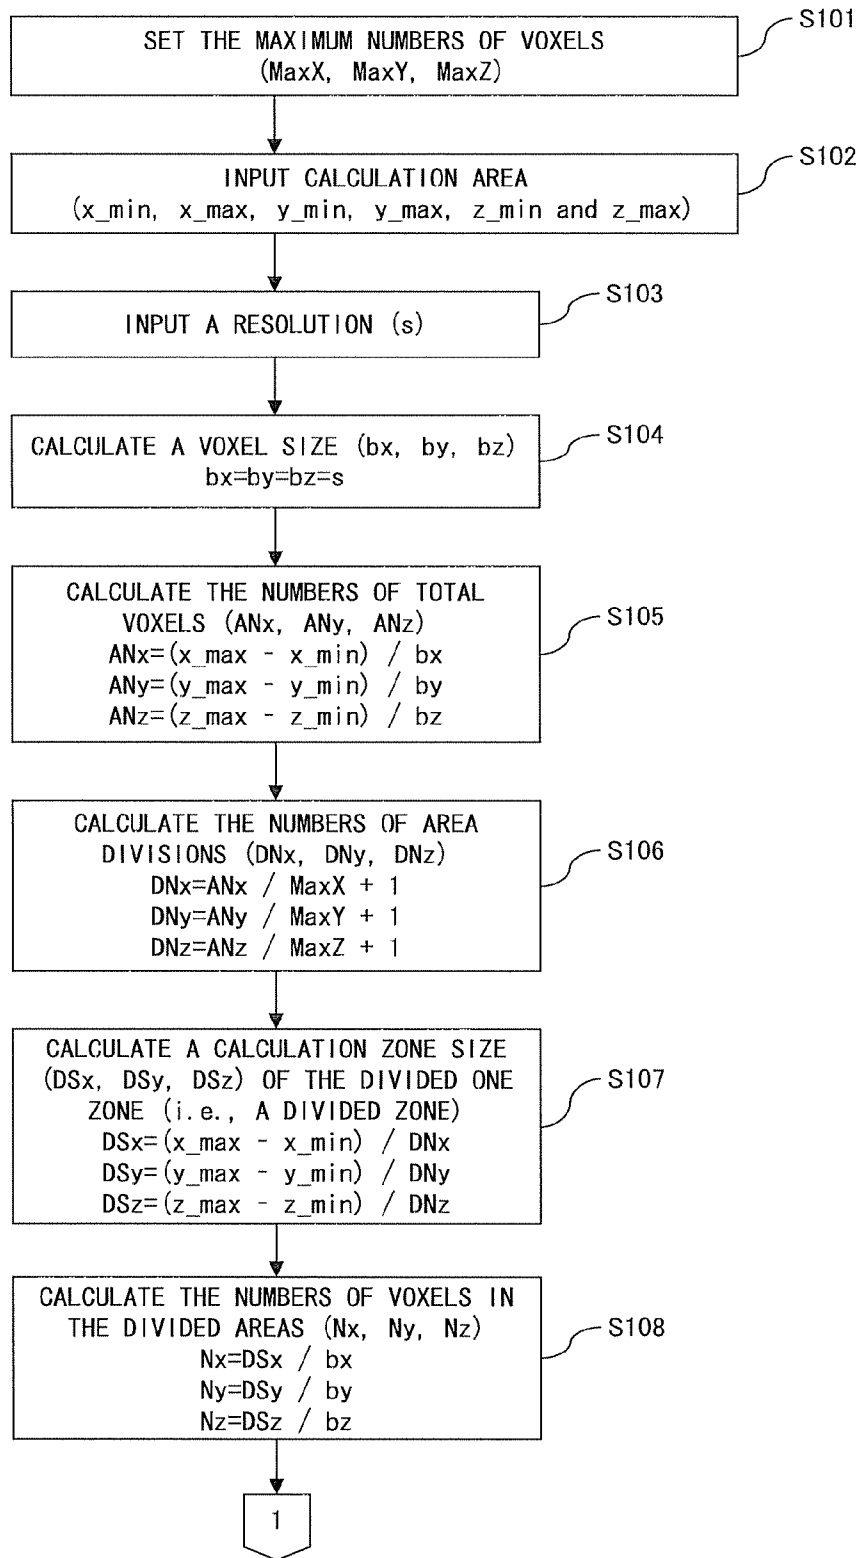 SET THE MAXIMUM NUMBERS OF VOXELS
(MaxX, MaxY, MaxZ)
S101
INPUT CALCULATION AREA
(x_min, x_max, y_min, y_max, z_min and z_max)
S102
INPUT A RESOLUTION (s)
S103
CALCULATE A VOXEL SIZE (bx, by, bz)
bx=by=bz=s
S104
CALCULATE THE NUMBERS OF TOTAL
VOXELS (ANx, ANy, ANz)
ANx=(x_max - x_min) / bx
ANy=(y_max - y_min) / by
ANz=(z_max - z_min) / bz
S105
CALCULATE THE NUMBERS OF AREA
DIVISIONS (DNx, DNy, DNz)
DNx=ANx / MaxX + 1
DNy=ANy / MaxY + 1
DNz=ANz / MaxZ + 1
S106
CALCULATE A CALCULATION ZONE SIZE
(DSx, DSy, DSz) OF THE DIVIDED ONE
ZONE (i.e., A DIVIDED ZONE)
DSx=(x_max - x_min) / DNx
DSy=(y_max - y_min) / DNy
DSz=(z_max - z_min) / DNz
S107
CALCULATE THE NUMBERS OF VOXELS IN
THE DIVIDED AREAS (Nx, Ny, Nz)
Nx=DSx / bx
Ny=DSy / by
Nz=DSz / bz
S108
1